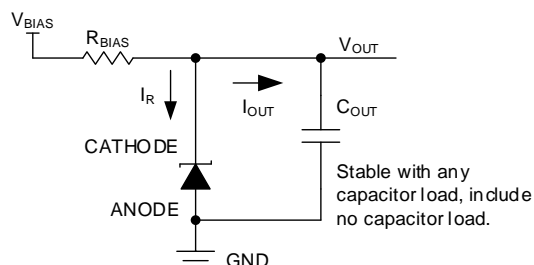 VBIAS
RBIAS
VOUT
IR
IOUT
COUT
CATHODE
Stable with any
capacitor load, include
no capacitor load.
ANODE
GND